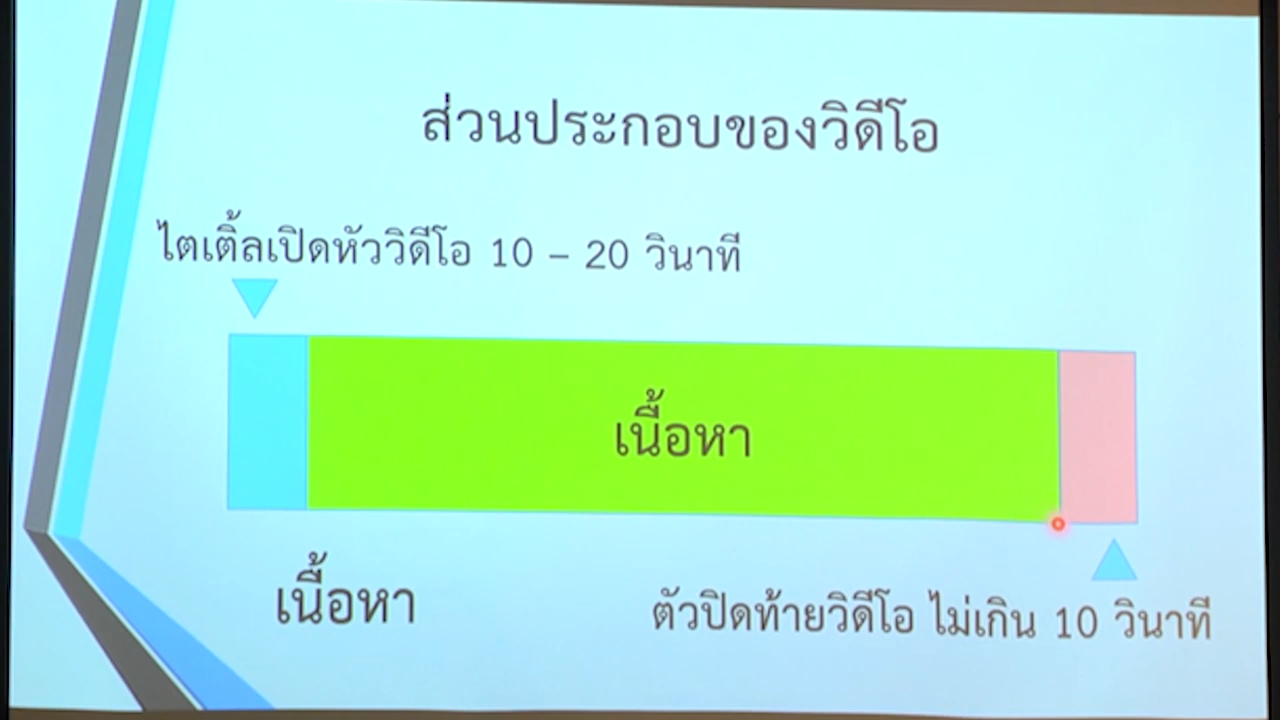 ส่วนประกอบของวิดีโอ
ไตเติ้ลเปิดหัววิดีโอ 10 – 20 วินาที
เนื้อหา
เนื้อหา
ตัวปิดท้ายวิดีโอ ไม่เกิน 10 วินาที